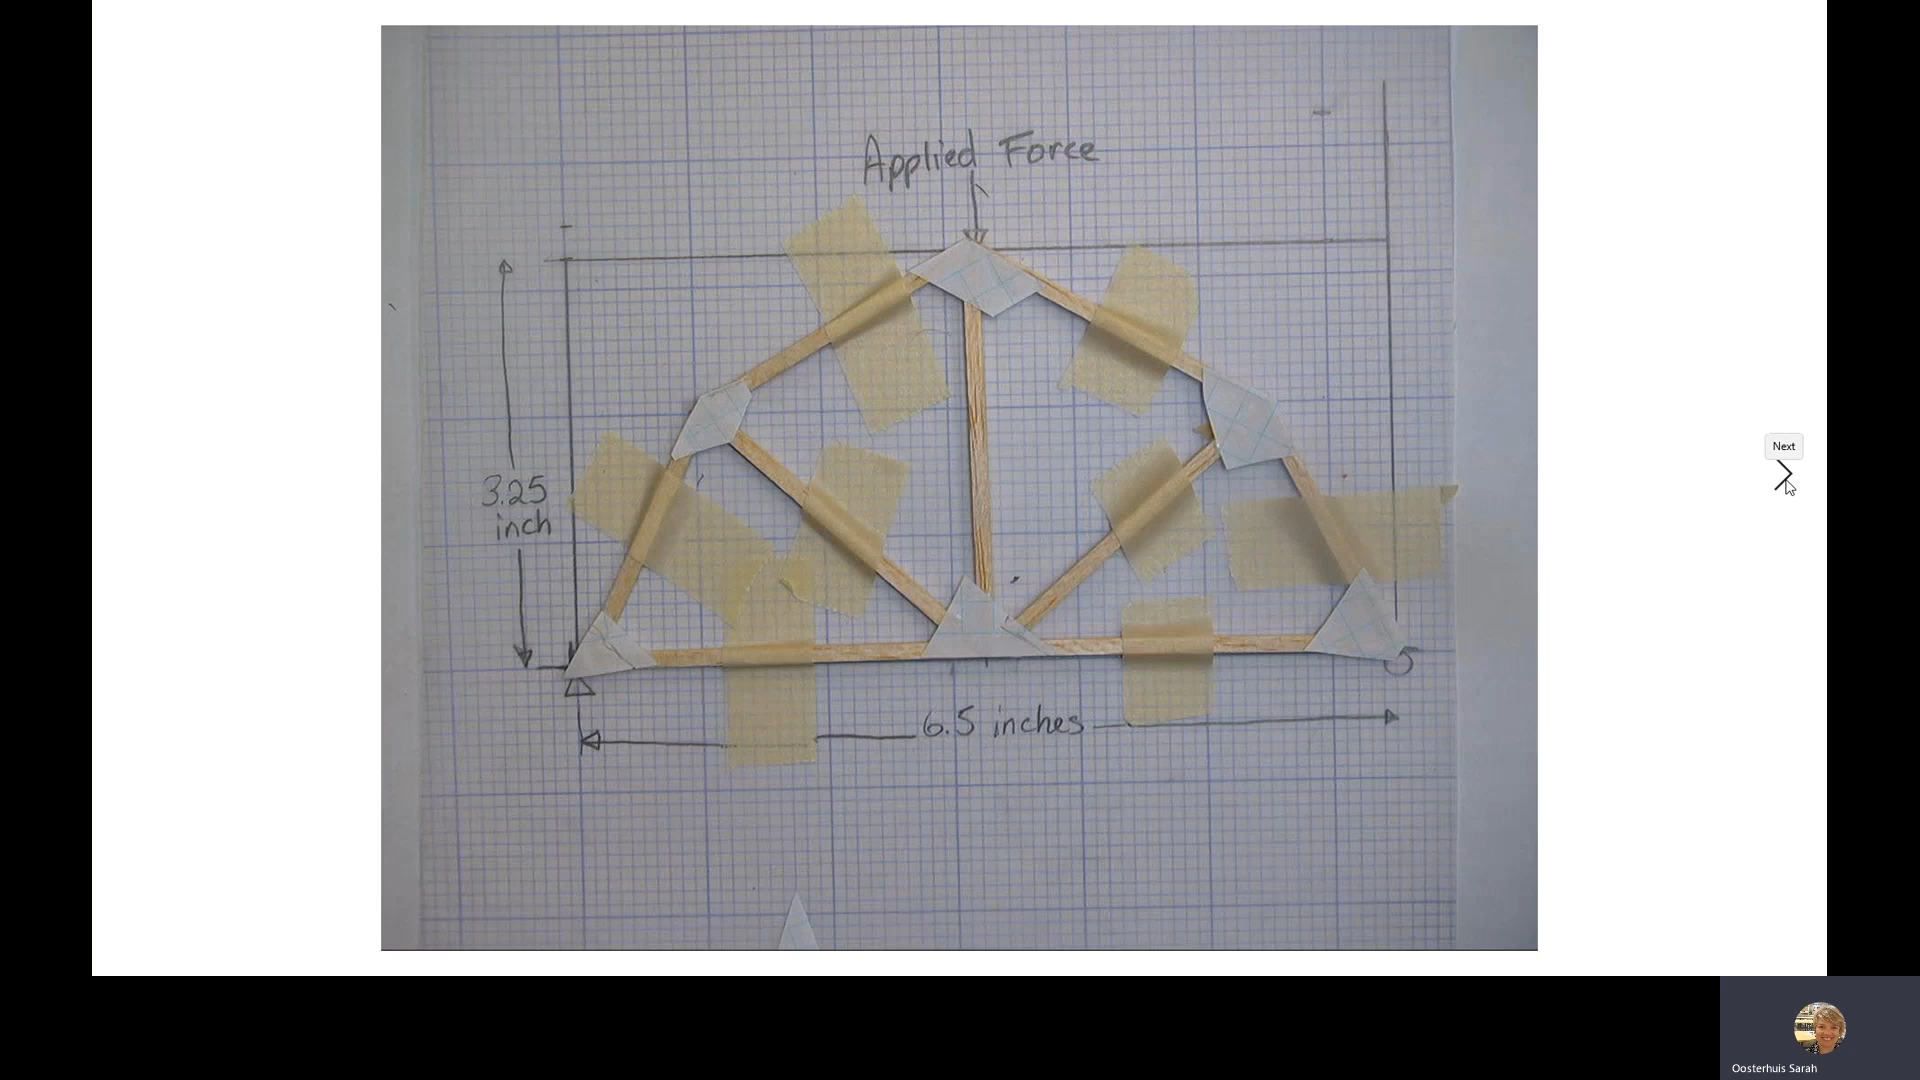 Applied Force
3.25
inch
6.5 inches
Next
Oosterhuis Sarah